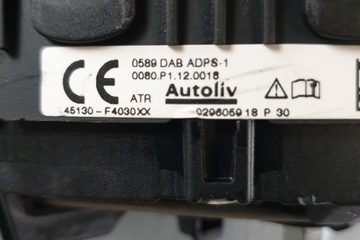 CE
0589 DAB ADPS-1
0080.P1.12.0018
ATR Autoliv
45130-F4030XX 029605918 P 30